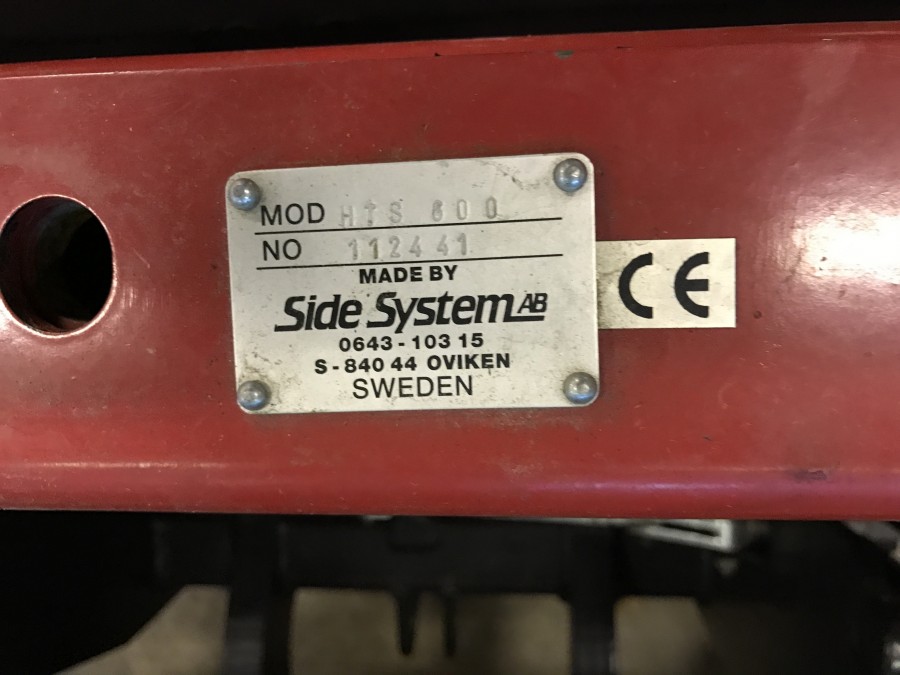 MOD HTS 600
NO 112441
MADE BY
Side System AB
0643-103 15
S-840 44 OVIKEN
SWEDEN
CE